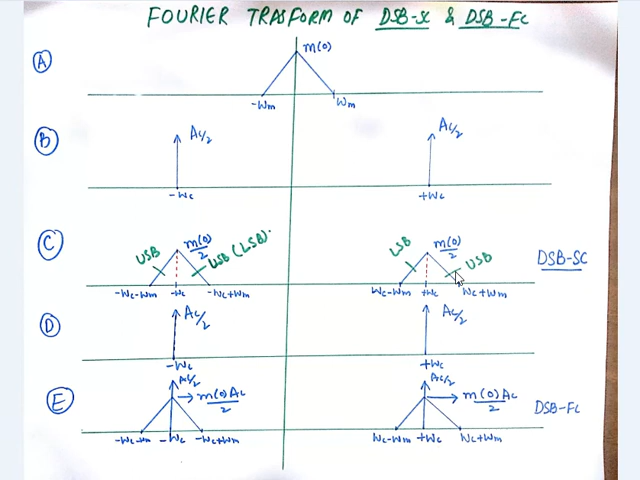 FOURIER TRASFORM OF DSB-SC & DSB-FC
A
m(0)
-Wm Wm
B
Ac/2 Ac/2
-Wc +Wc
C
USB m(0)/2 USB (LSB). LSB m(0)/2 USB
DSB-SC
-Wc-Wm -Wc -Wc+Wm Wc-Wm +Wc Wc+Wm
D
Ac/2 Ac/2
-Wc +Wc
E
Ac/2 m(0)Ac/2 Ac/2 m(0)Ac/2
DSB-FC
-Wc-Wm -Wc -Wc+Wm Wc-Wm +Wc Wc+Wm